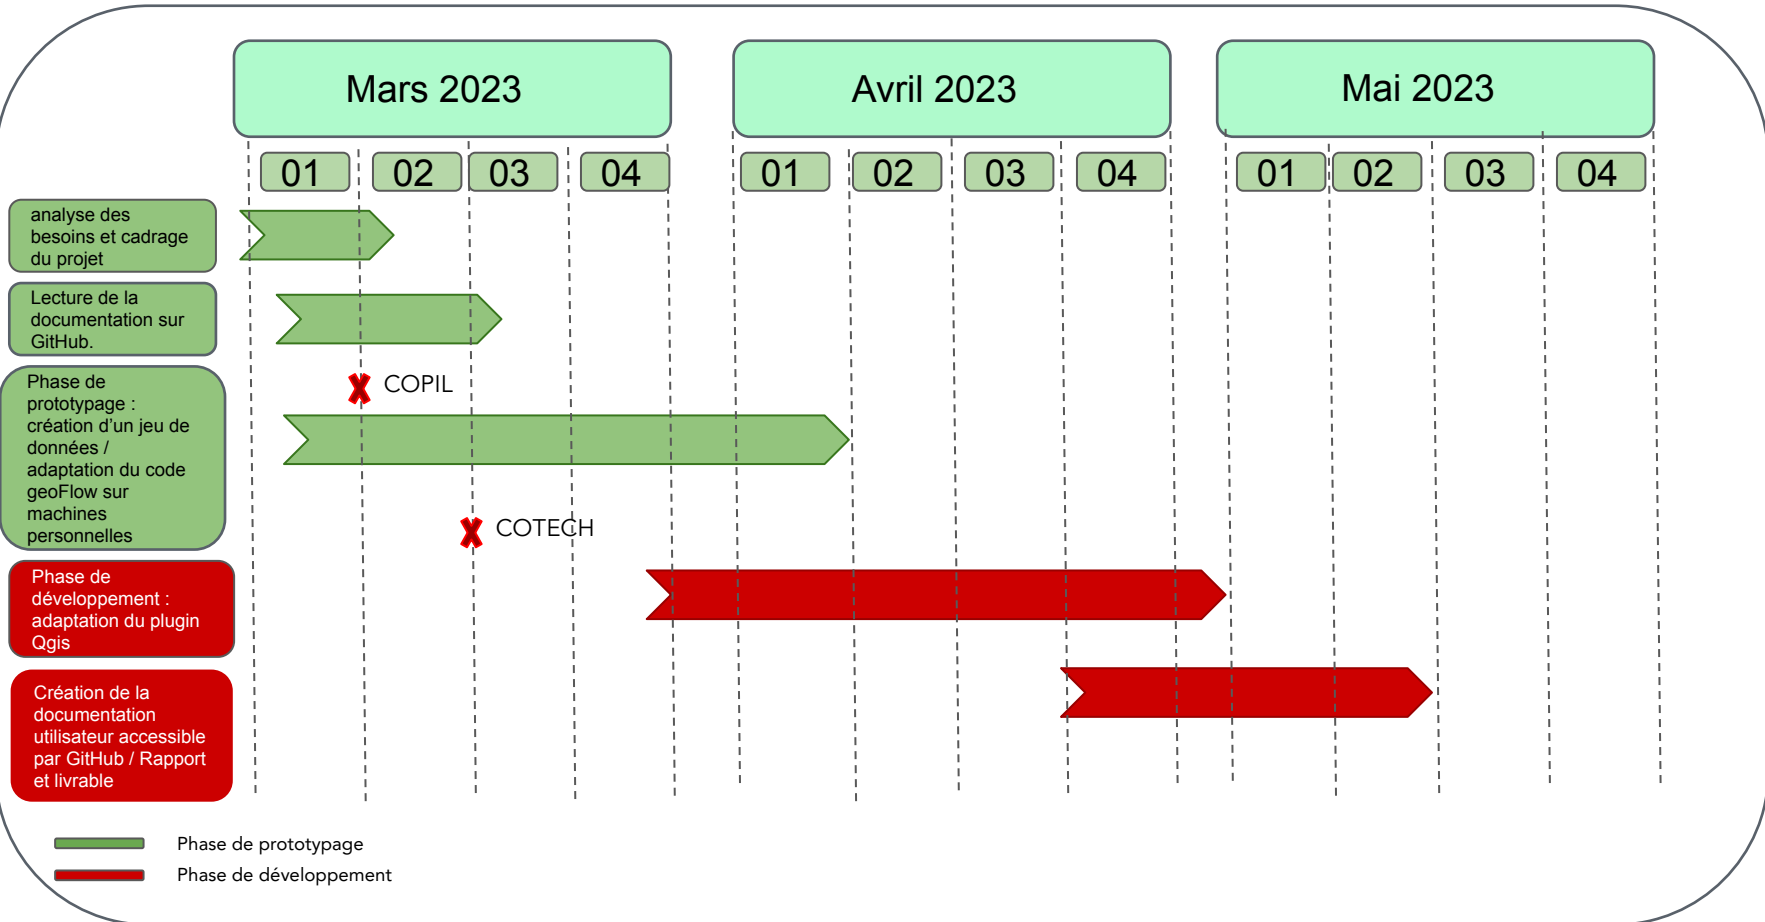 Mars 2023
Avril 2023
Mai 2023
01 02 03 04 01 02 03 04 01 02 03 04
analyse des
besoins et cadrage
du projet
Lecture de la
documentation sur
GitHub.
COPIL
Phase de
prototypage :
création d'un jeu de
données /
adaptation du code
geoFlow sur
machines
personnelles
COTECH
Phase de
développement :
adaptation du plugin
Qgis
Création de la
documentation
utilisateur accessible
par GitHub / Rapport
et livrable
Phase de prototypage
Phase de développement